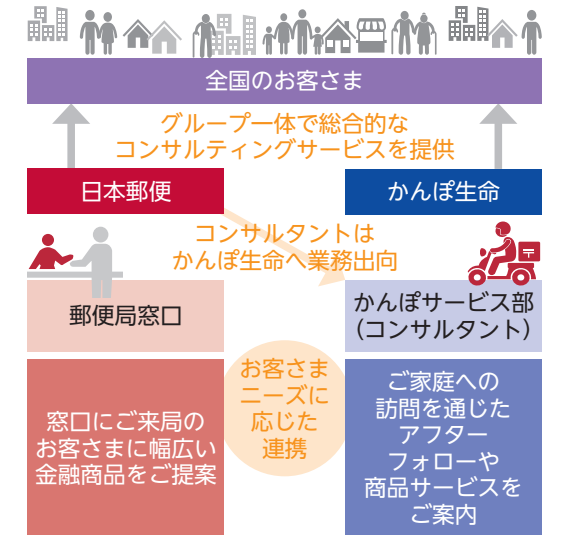 全国のお客さま
グループ一体で総合的な
コンサルティングサービスを提供
日本郵便
かんぽ生命
コンサルタントは
かんぽ生命へ業務出向
郵便局窓口
かんぽサービス部
（コンサルタント）
お客さま
ニーズに
応じた
連携
窓口にご来局の
お客さまに幅広い
金融商品をご提案
ご家庭への
訪問を通じた
アフター
フォローや
商品サービスを
ご案内